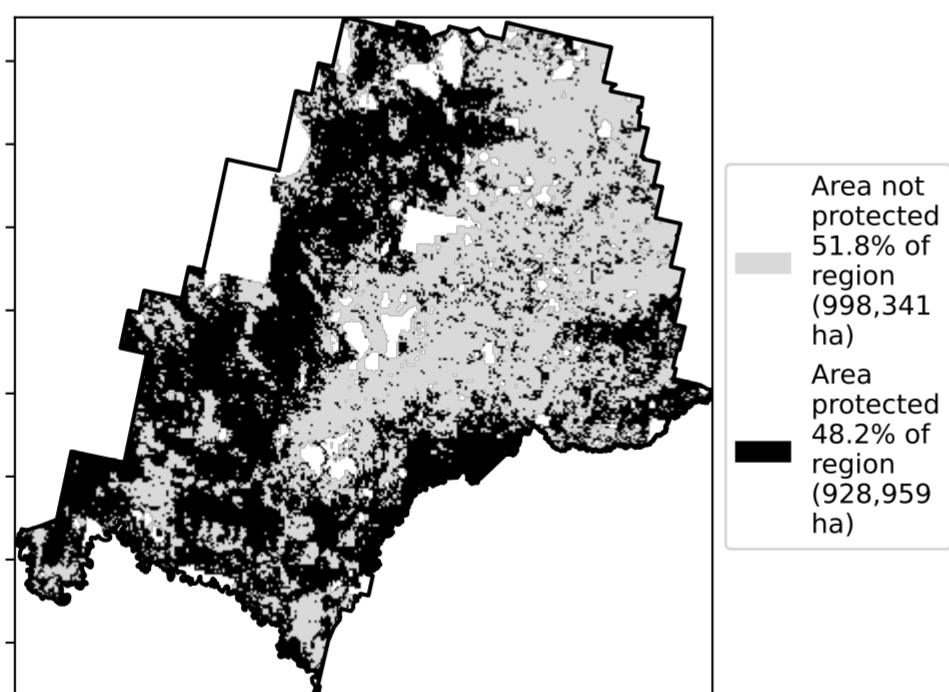 Area not
protected
51.8% of
region
(998,341
ha)
Area
protected
48.2% of
region
(928,959
ha)